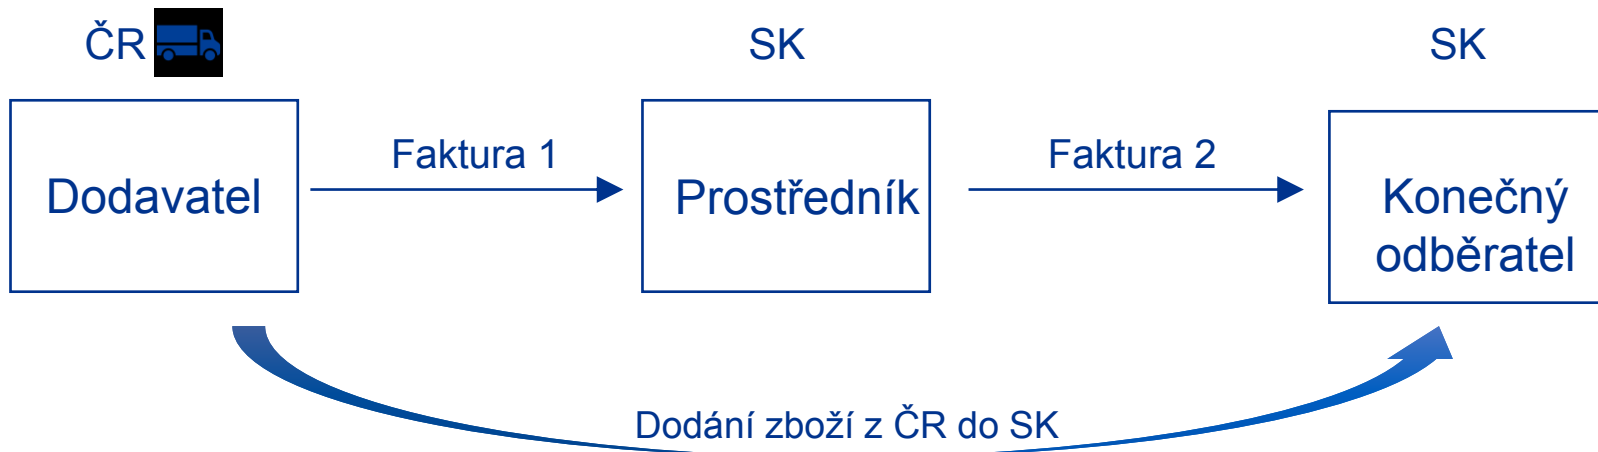 ČR
SK
SK
Dodavatel
Faktura 1
Prostředník
Faktura 2
Konečný
odběratel
Dodání zboží z ČR do SK